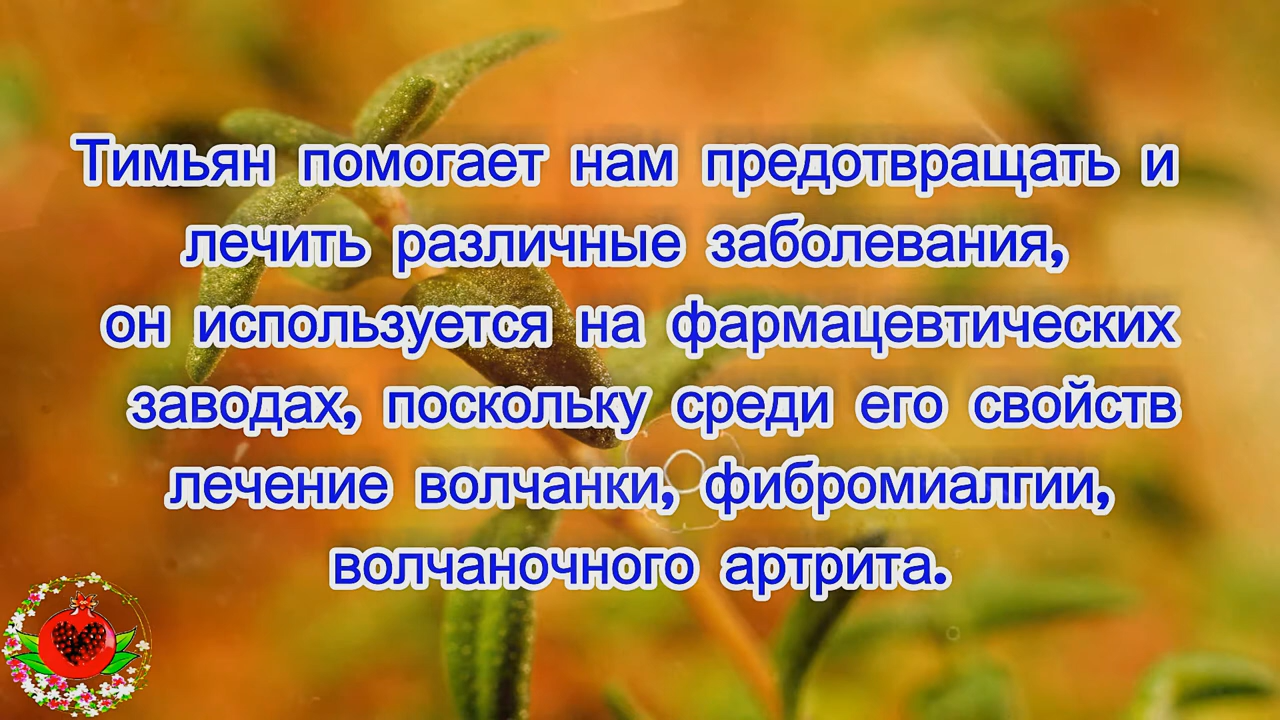 Тимьян помогает нам предотвращать и
лечить различные заболевания,
он используется на фармацевтических
заводах, поскольку среди его свойств
лечение волчанки, фибромиалгии,
волчаночного артрита.